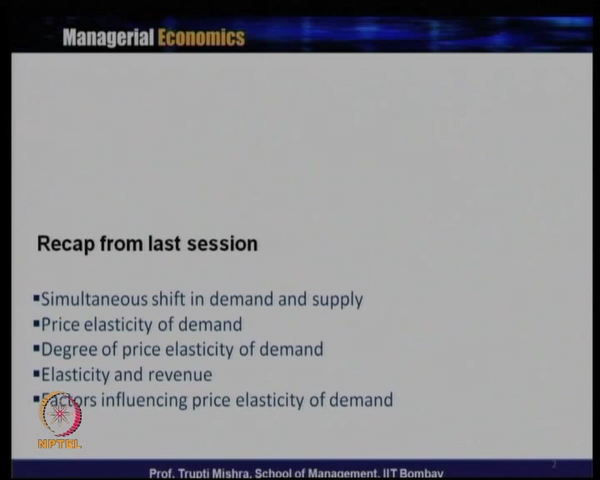 Managerial Economics
Recap from last session
▪Simultaneous shift in demand and supply
▪Price elasticity of demand
▪Degree of price elasticity of demand
▪Elasticity and revenue
▪Factors influencing price elasticity of demand
NPTEL
2
Prof. Trupti Mishra, School of Management, IIT Bombay